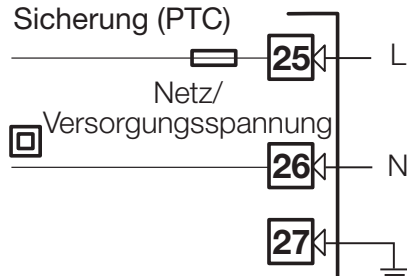 Sicherung (PTC)
25 L
Netz/
Versorgungsspannung
26 N
27